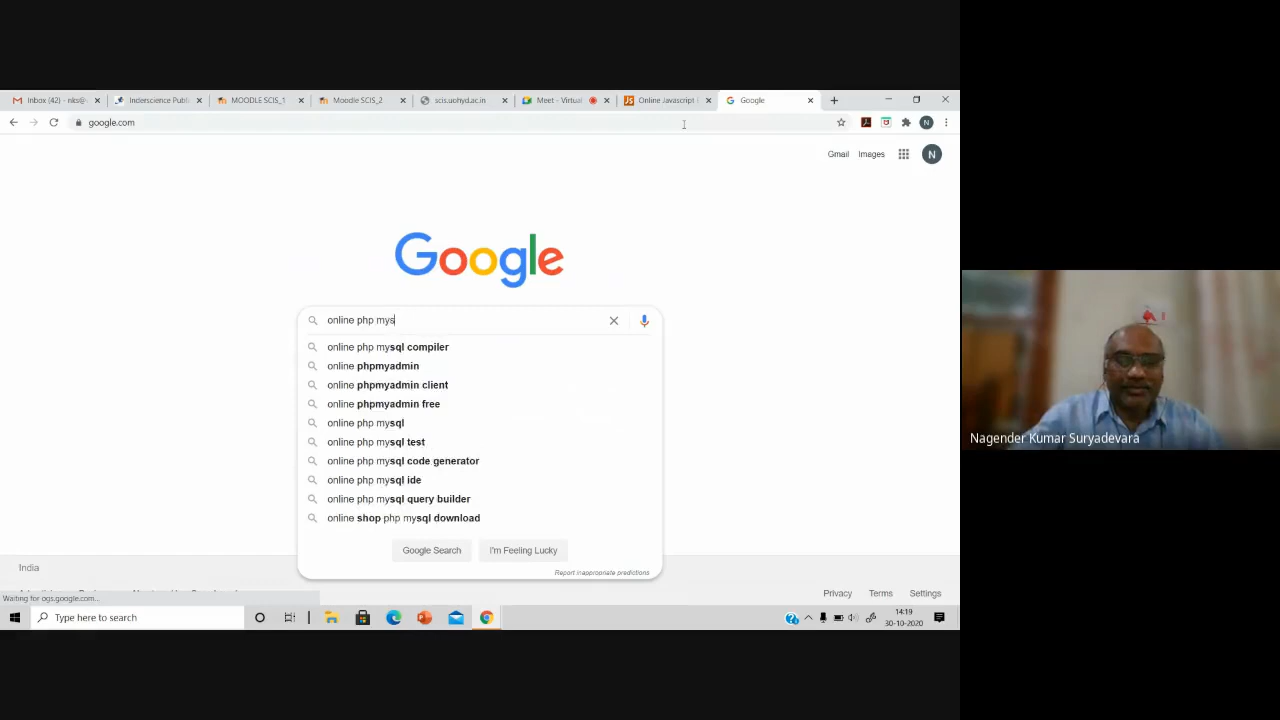 Inbox (42) - nks@
Inderscience Publi
MOODLE SCIS_1
Moodle SCIS_2
scis.uohyd.ac.in
Meet - Virtual
JS
Online Javascript
Google
google.com
N
Gmail
Images
N
Google
online php mys
online php mysql compiler
online phpmyadmin
online phpmyadmin client
online phpmyadmin free
online php mysql
online php mysql test
online php mysql code generator
online php mysql ide
online php mysql query builder
online shop php mysql download
Google Search
I'm Feeling Lucky
Report inappropriate predictions
India
Waiting for ogs.google.com...
Privacy
Terms
Settings
Type here to search
14:19
30-10-2020
Nagender Kumar Suryadevara